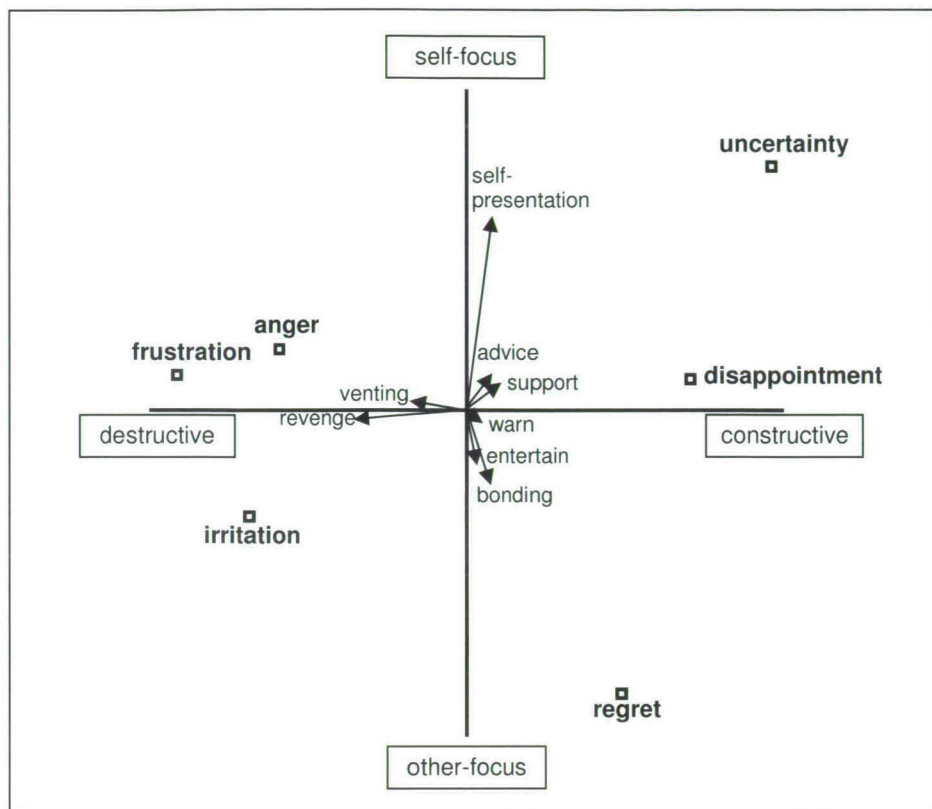 self-focus
uncertainty
self-
presentation
anger
frustration
advice
support
disappointment
venting
revenge
destructive
warn
constructive
entertain
bonding
irritation
regret
other-focus